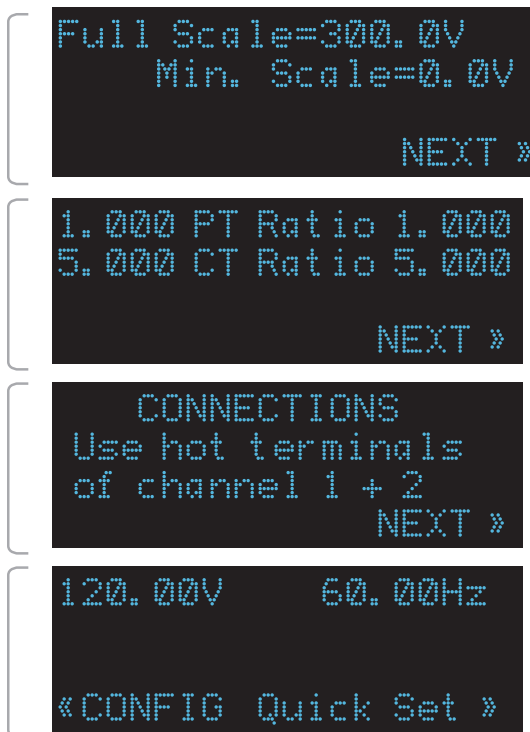 Full Scale=300.0V
Min. Scale=0.0V
NEXT »
1.000 PT Ratio 1.000
5.000 CT Ratio 5.000
NEXT »
CONNECTIONS
Use hot terminals
of channel 1 + 2
NEXT »
120.00V 60.00Hz
«CONFIG Quick Set »